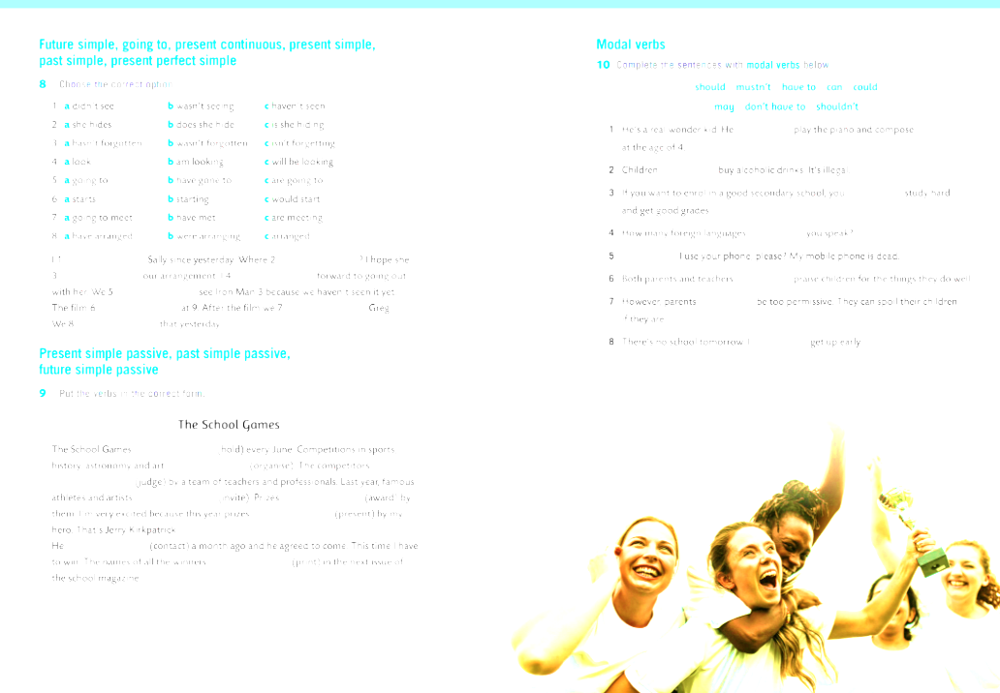 Future simple, going to, present continuous, present simple,
past simple, present perfect simple
8 Choose the correct option.
1 a didn't see b wasn't seeing c haven't seen
2 a she hides b does she hide c is she hiding
3 a hasn't forgotten b wasn't forgotten c isn't forgetting
4 a look b am looking c will be looking
5 a going to b have gone to c are going to
6 a starts b starting c would start
7 a going to meet b have met c are meeting
8 a have arranged b were arranging c arranged
I 1 Sally since yesterday. Where 2 ? I hope she
3 our arrangement. I 4 forward to going out
with her. We 5 see Iron Man 3 because we haven't seen it yet.
The film 6 at 9. After the film we 7 Greg.
We 8 that yesterday.
Present simple passive, past simple passive,
future simple passive
9 Put the verbs in the correct form.
The School Games
The School Games (hold) every June. Competitions in sports,
history, astronomy and art (organise). The competitors
(judge) by a team of teachers and professionals. Last year, famous
athletes and artists (invite). Prizes (award) by
them. I'm very excited because this year prizes (present) by my
hero. That's Jerry Kirkpatrick.
He (contact) a month ago and he agreed to come. This time I have
to win. The names of all the winners (print) in the next issue of
the school magazine.
Modal verbs
10 Complete the sentences with modal verbs below.
should mustn't have to can could
may don't have to shouldn't
1 He's a real wonder kid. He play the piano and compose
at the age of 4.
2 Children buy alcoholic drinks. It's illegal.
3 If you want to enrol in a good secondary school, you study hard
and get good grades.
4 How many foreign languages you speak?
5 I use your phone, please? My mobile phone is dead.
6 Both parents and teachers praise children for the things they do well.
7 However, parents be too permissive. They can spoil their children
if they are.
8 There's no school tomorrow. I get up early.